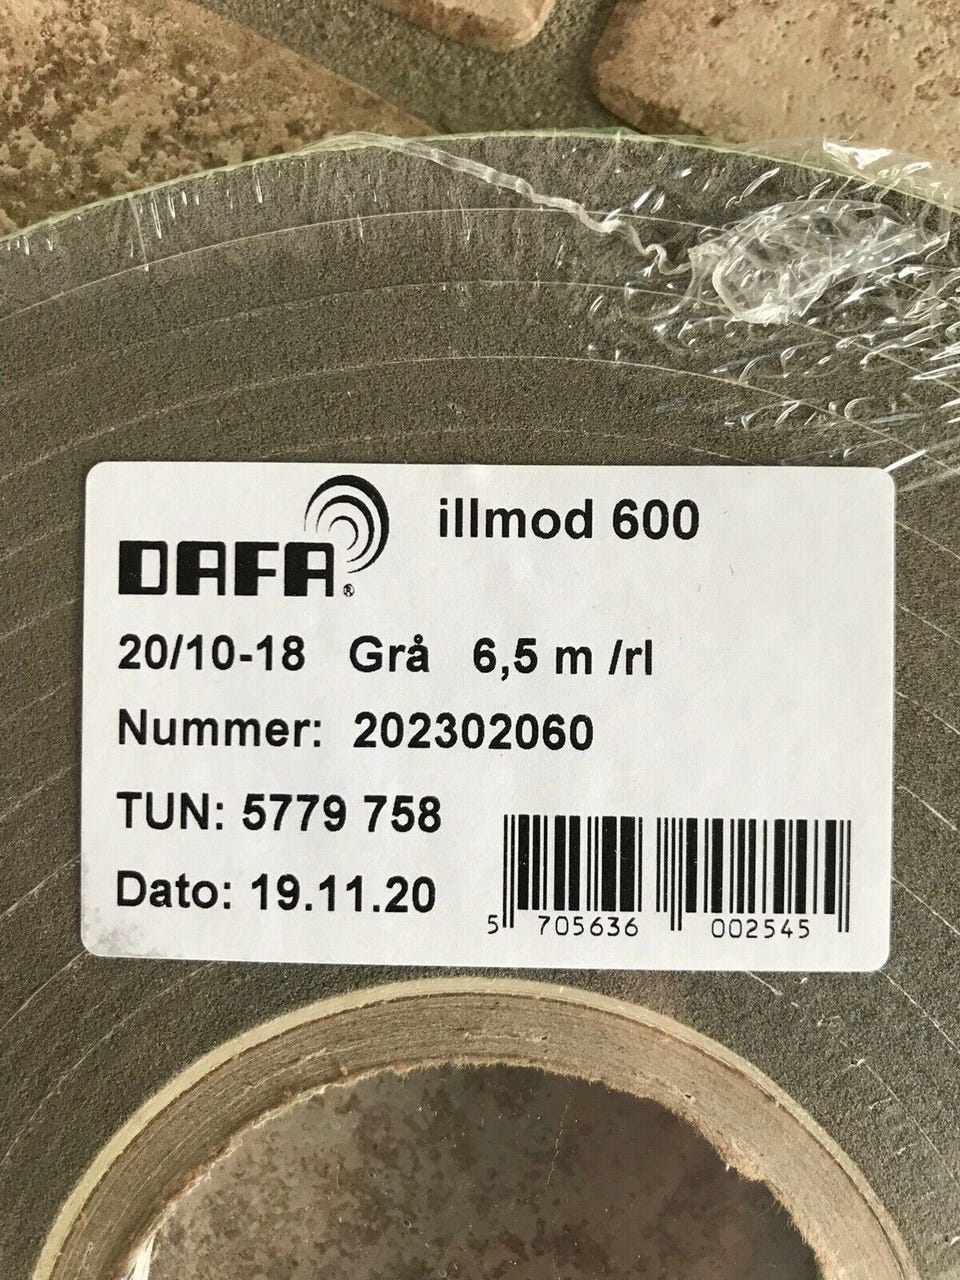 DAFA®
illmod 600
20/10-18 Grå 6,5 m /rl
Nummer: 202302060
TUN: 5779 758
Dato: 19.11.20
5 705636 002545